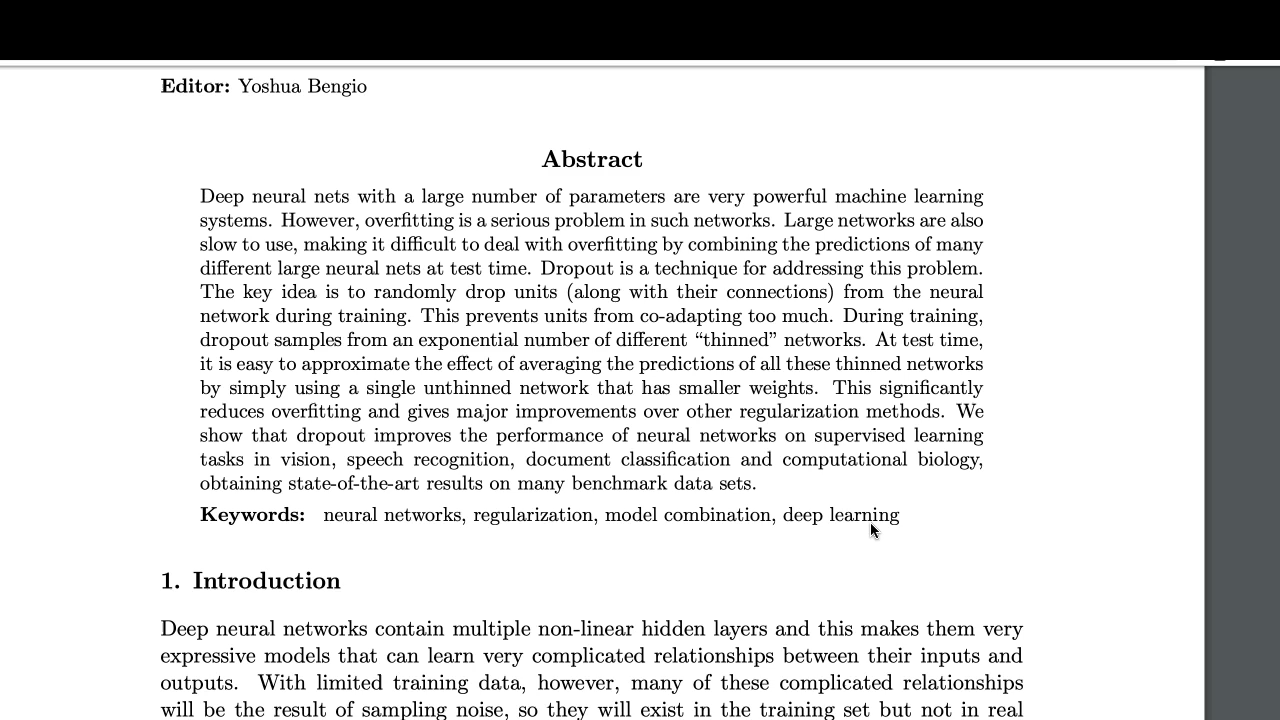 Editor: Yoshua Bengio
Abstract
Deep neural nets with a large number of parameters are very powerful machine learning
systems. However, overfitting is a serious problem in such networks. Large networks are also
slow to use, making it difficult to deal with overfitting by combining the predictions of many
different large neural nets at test time. Dropout is a technique for addressing this problem.
The key idea is to randomly drop units (along with their connections) from the neural
network during training. This prevents units from co-adapting too much. During training,
dropout samples from an exponential number of different “thinned” networks. At test time,
it is easy to approximate the effect of averaging the predictions of all these thinned networks
by simply using a single unthinned network that has smaller weights. This significantly
reduces overfitting and gives major improvements over other regularization methods. We
show that dropout improves the performance of neural networks on supervised learning
tasks in vision, speech recognition, document classification and computational biology,
obtaining state-of-the-art results on many benchmark data sets.
Keywords: neural networks, regularization, model combination, deep learning
1. Introduction
Deep neural networks contain multiple non-linear hidden layers and this makes them very
expressive models that can learn very complicated relationships between their inputs and
outputs. With limited training data, however, many of these complicated relationships
will be the result of sampling noise, so they will exist in the training set but not in real